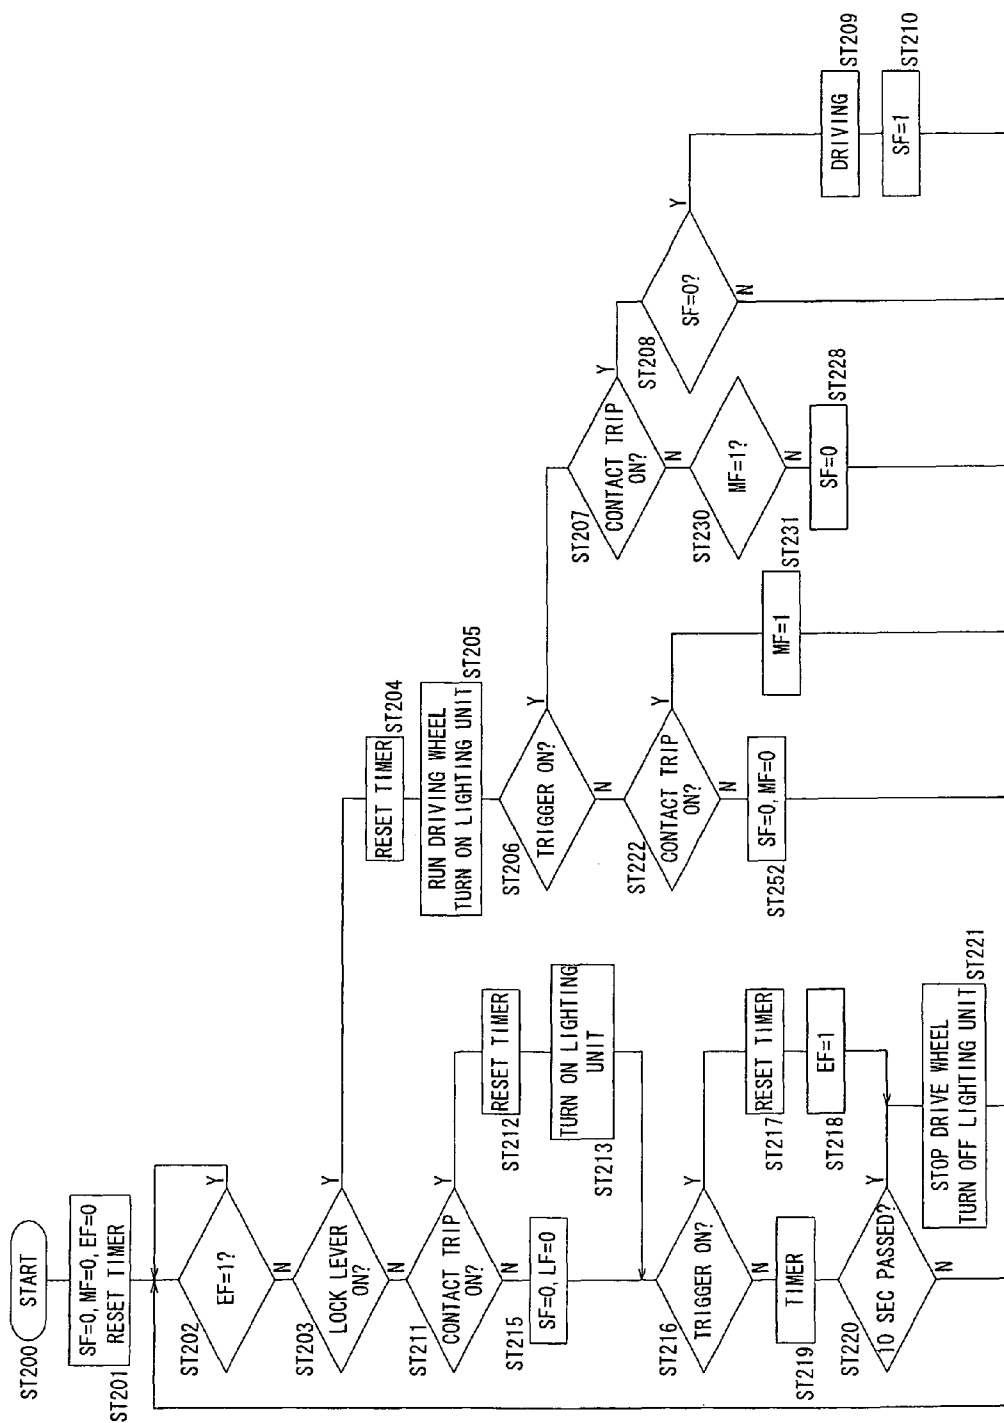 ST200
START
ST201
SF=0, MF=0, EF=0
RESET TIMER
ST202
EF=1?
Y
N
ST203
LOCK LEVER
ON?
Y
N
ST204
RESET TIMER
ST205
RUN DRIVING WHEEL
TURN ON LIGHTING UNIT
ST206
TRIGGER ON?
Y
N
ST207
CONTACT TRIP
ON?
Y
N
ST208
SF=0?
Y
N
ST209
DRIVING
ST210
SF=1
ST211
CONTACT TRIP
ON?
Y
N
ST212
RESET TIMER
ST213
TURN ON LIGHTING
UNIT
ST215
SF=0, LF=0
ST216
TRIGGER ON?
Y
N
ST217
RESET TIMER
ST218
EF=1
ST219
TIMER
ST220
10 SEC PASSED?
Y
N
ST221
STOP DRIVE WHEEL
TURN OFF LIGHTING UNIT
ST222
CONTACT TRIP
ON?
Y
N
ST252
SF=0, MF=0
ST231
MF=1
ST230
MF=1?
N
ST228
SF=0